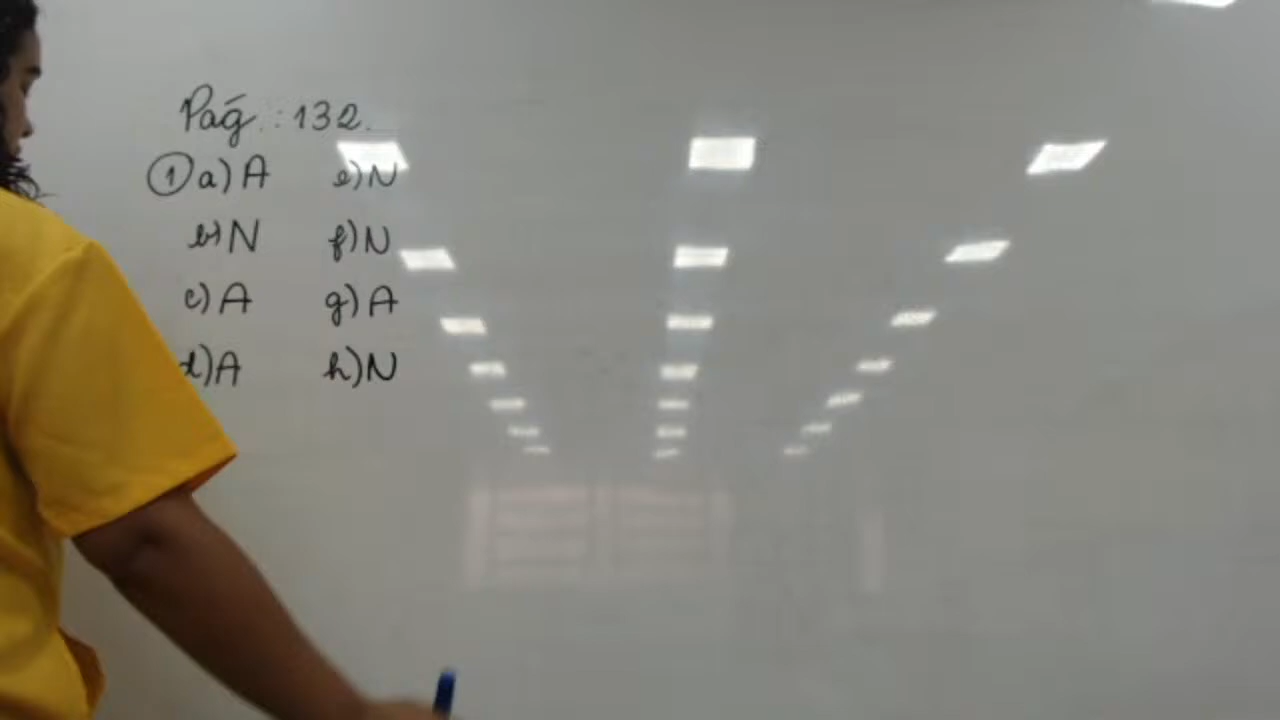 Pág.: 132.
① a) A e) N
b) N f) N
c) A g) A
d) A h) N